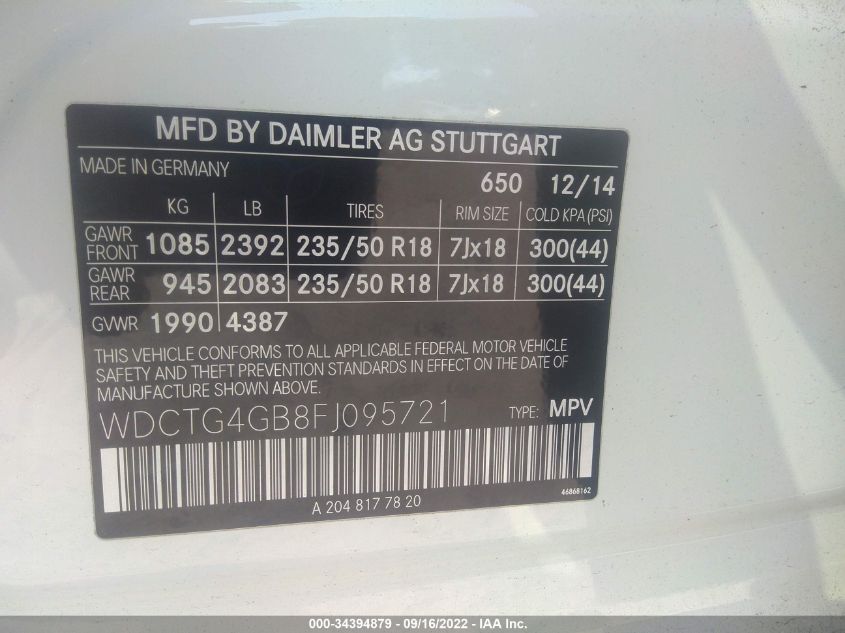 MFD BY DAIMLER AG STUTTGART
MADE IN GERMANY
650 12/14
KG LB TIRES RIM SIZE COLD KPA (PSI)
GAWR FRONT 1085 2392 235/50 R18 7Jx18 300(44)
GAWR REAR 945 2083 235/50 R18 7Jx18 300(44)
GVWR 1990 4387
THIS VEHICLE CONFORMS TO ALL APPLICABLE FEDERAL MOTOR VEHICLE
SAFETY AND THEFT PREVENTION STANDARDS IN EFFECT ON THE DATE OF
MANUFACTURE SHOWN ABOVE.
WDCTG4GB8FJ095721 TYPE: MPV
A 204 817 78 20
46868162
000-34394879 - 09/16/2022 - IAA Inc.